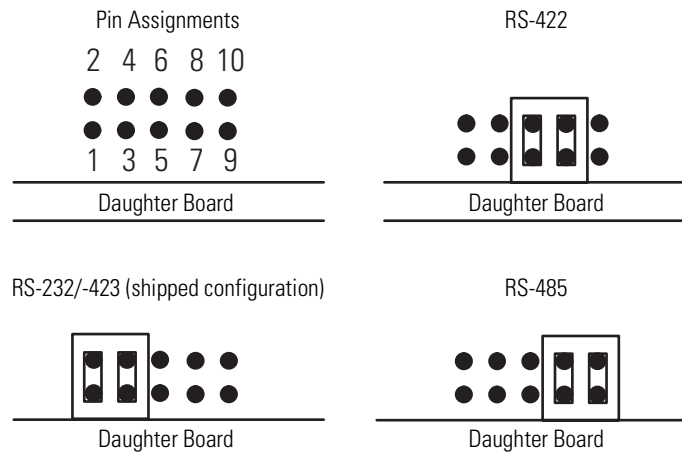 Pin Assignments
2 4 6 8 10
1 3 5 7 9
Daughter Board
RS-422
Daughter Board
RS-232/-423 (shipped configuration)
Daughter Board
RS-485
Daughter Board